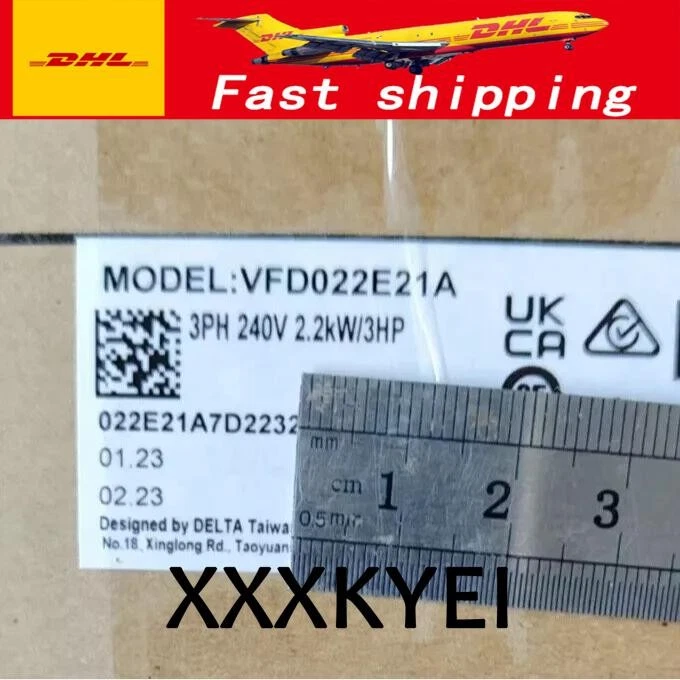 DHL
Fast shipping
MODEL:VFD022E21A
3PH 240V 2.2kW/3HP
UK
CA
022E21A7D2232
01.23
02.23
Designed by DELTA Taiwa
No.18, Xinglong Rd., Taoyuan
mm
cm 1 2 3
0.5mm
XXXKYEI